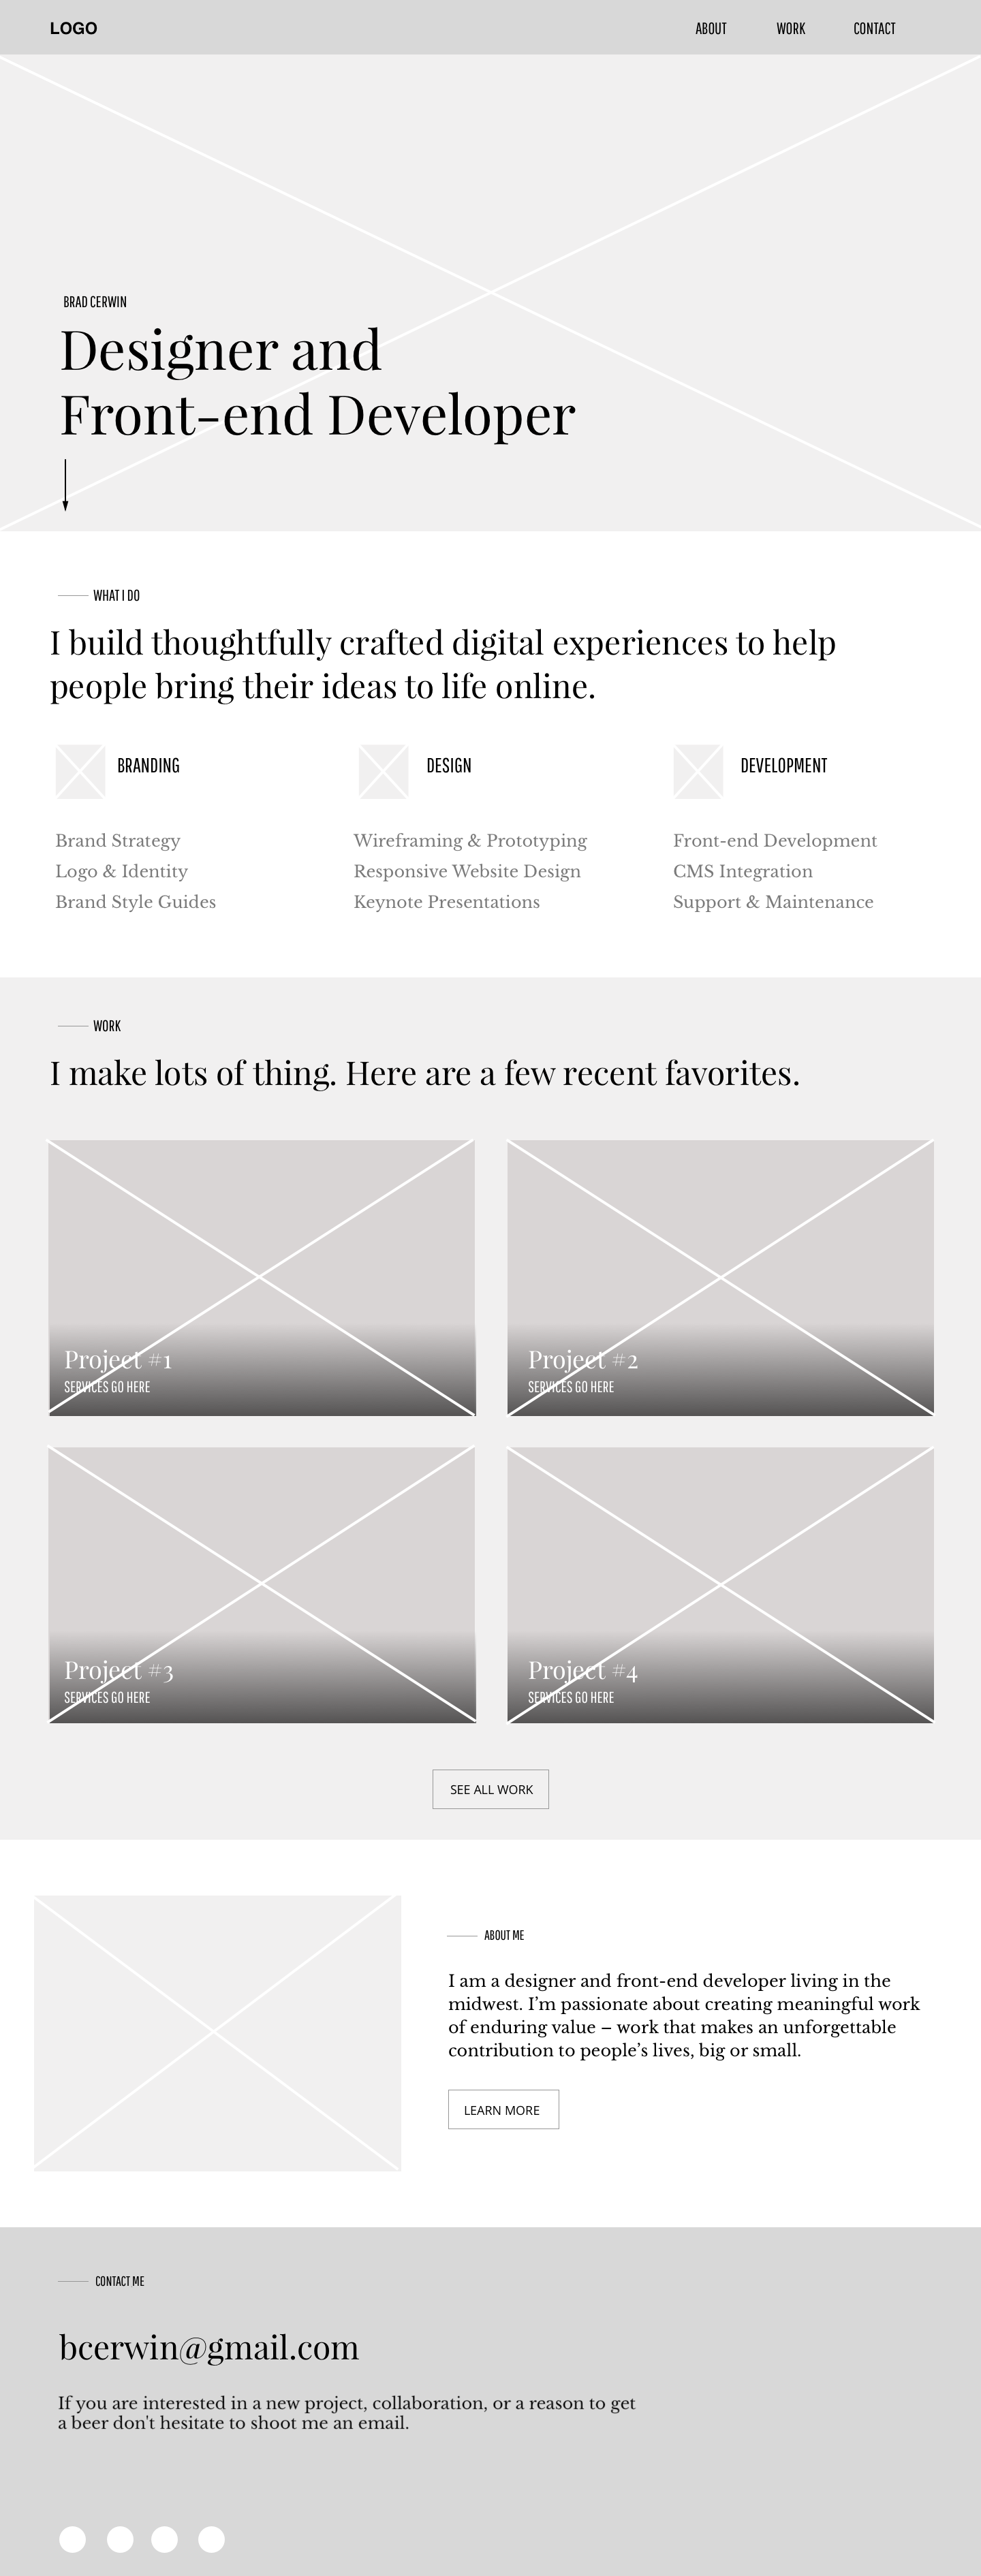 LOGO
ABOUT WORK CONTACT
BRAD CERWIN
Designer and
Front-end Developer
WHAT I DO
I build thoughtfully crafted digital experiences to help
people bring their ideas to life online.
BRANDING
Brand Strategy
Logo & Identity
Brand Style Guides
DESIGN
Wireframing & Prototyping
Responsive Website Design
Keynote Presentations
DEVELOPMENT
Front-end Development
CMS Integration
Support & Maintenance
WORK
I make lots of thing. Here are a few recent favorites.
Project #1
SERVICES GO HERE
Project #2
SERVICES GO HERE
Project #3
SERVICES GO HERE
Project #4
SERVICES GO HERE
SEE ALL WORK
ABOUT ME
I am a designer and front-end developer living in the
midwest. I’m passionate about creating meaningful work
of enduring value – work that makes an unforgettable
contribution to people’s lives, big or small.
LEARN MORE
CONTACT ME
bcerwin@gmail.com
If you are interested in a new project, collaboration, or a reason to get
a beer don't hesitate to shoot me an email.